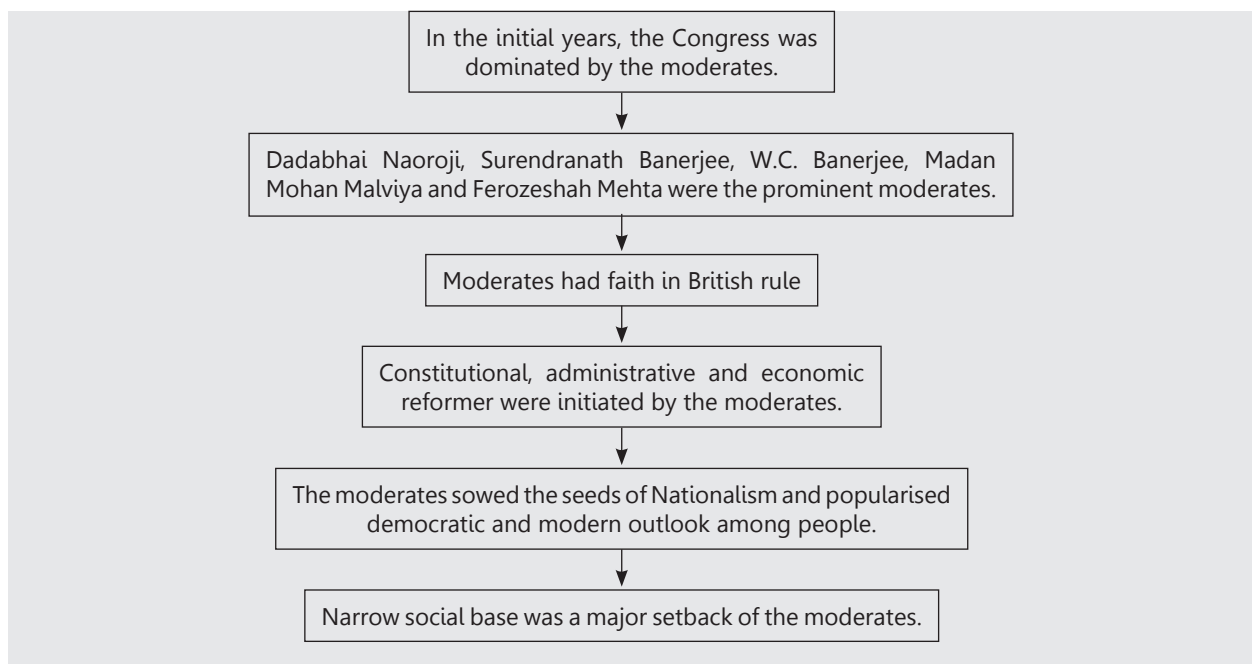 In the initial years, the Congress was
dominated by the moderates.
Dadabhai Naoroji, Surendranath Banerjee, W.C. Banerjee, Madan
Mohan Malviya and Ferozeshah Mehta were the prominent moderates.
Moderates had faith in British rule
Constitutional, administrative and economic
reformer were initiated by the moderates.
The moderates sowed the seeds of Nationalism and popularised
democratic and modern outlook among people.
Narrow social base was a major setback of the moderates.